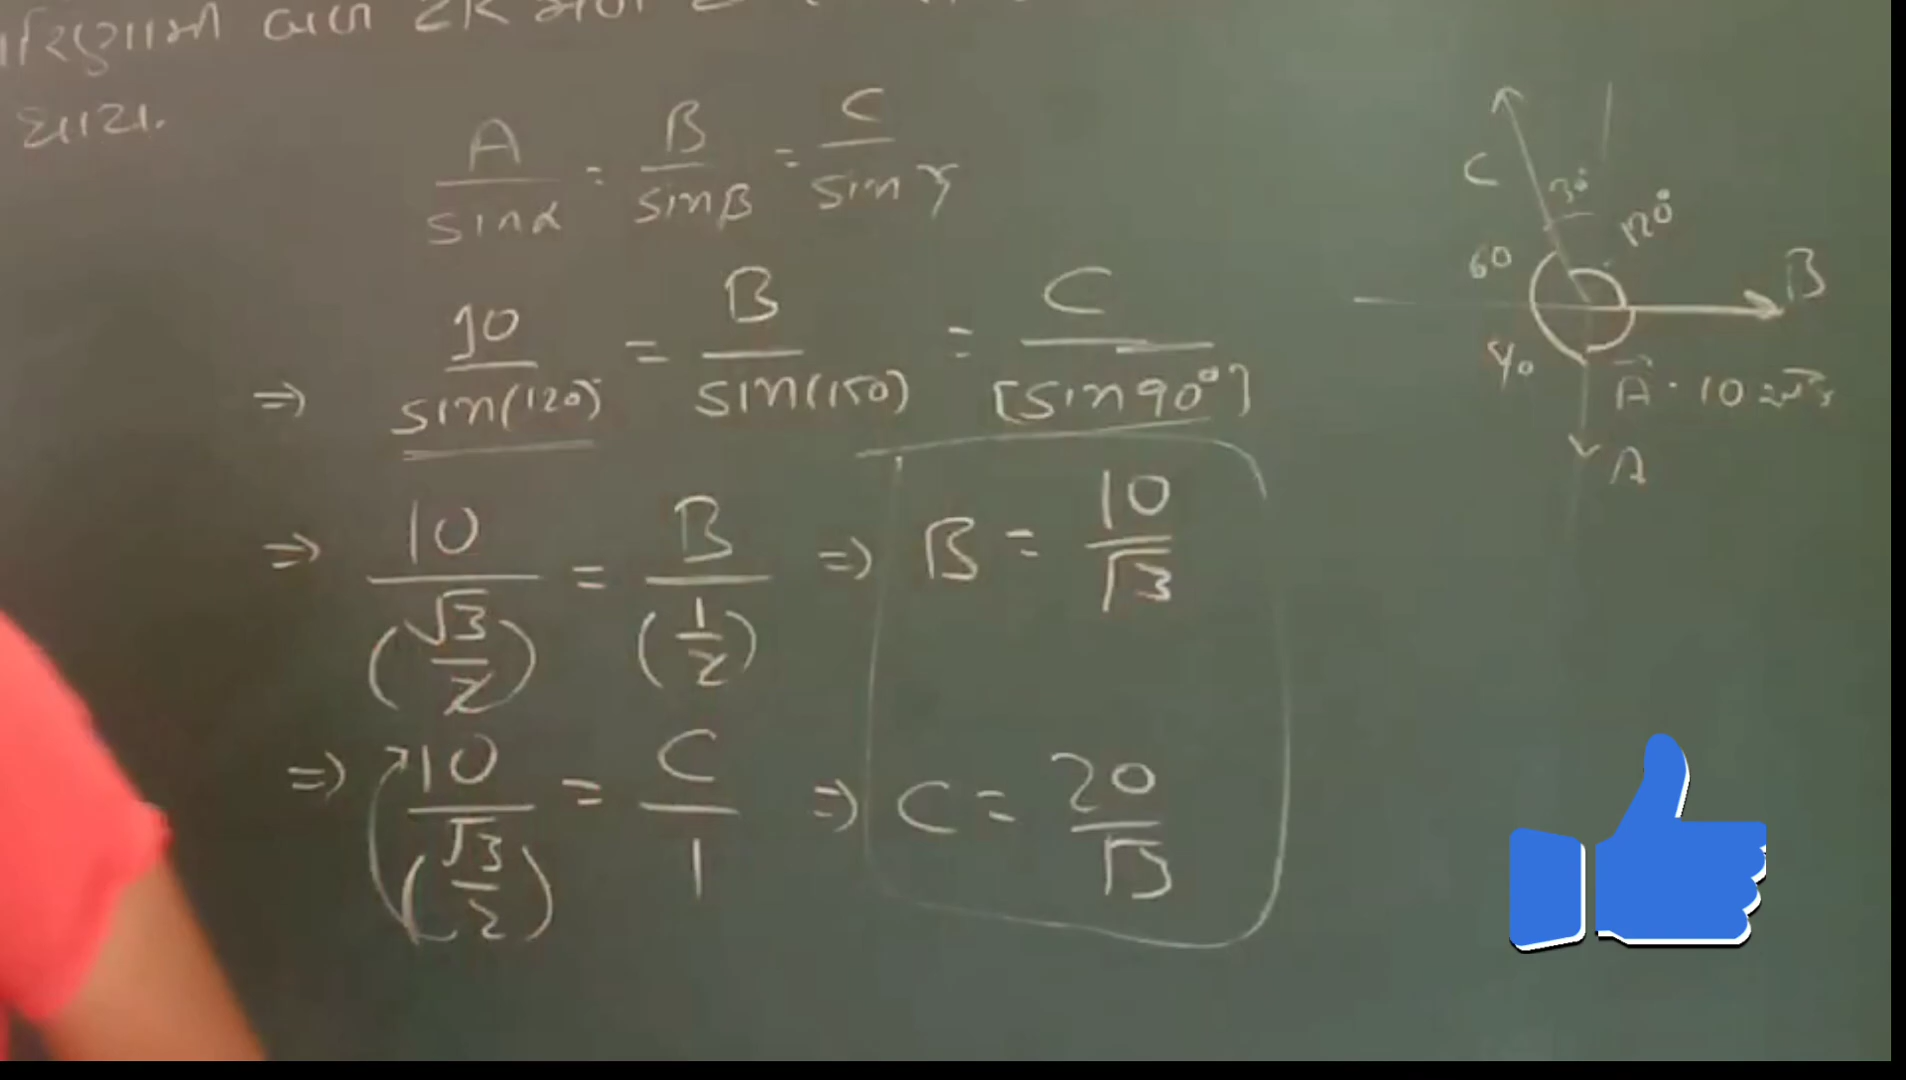 થાય.
A/sinα = B/sinβ = C/sinγ
⇒ 10/sin(120) = B/sin(150) = C/[sin90°]
⇒ 10/(√3/2) = B/(1/2) ⇒ B = 10/√3
⇒ 10/(√3/2) = C/1 ⇒ C = 20/√3
C 30°
120°
60 B
90 A⃗ · 10
A